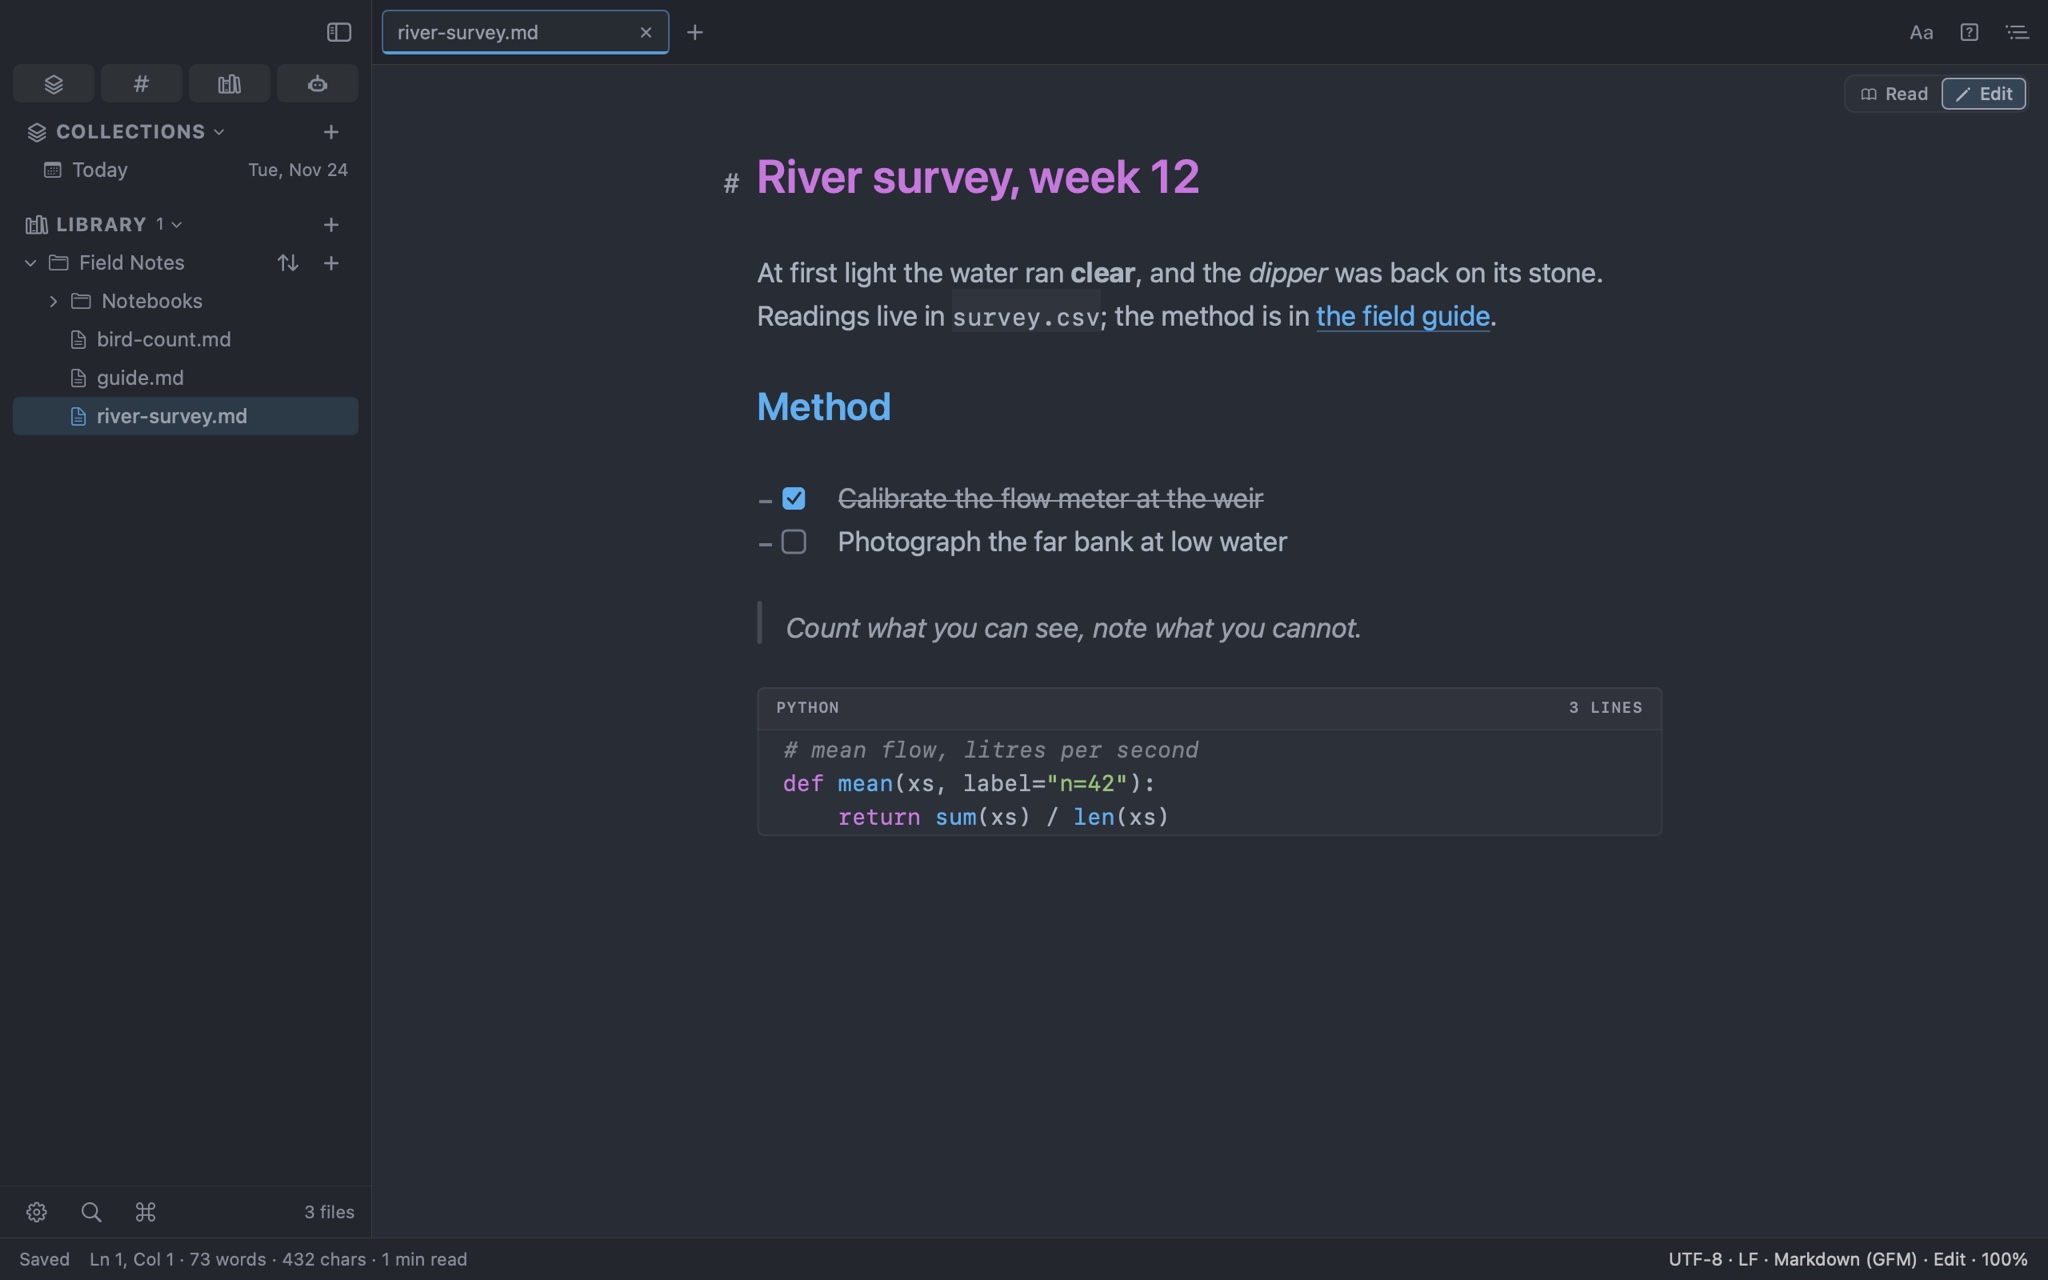 river-survey.md
Aa
Read
Edit
COLLECTIONS
Today
Tue, Nov 24
LIBRARY 1
Field Notes
Notebooks
bird-count.md
guide.md
river-survey.md
# River survey, week 12
At first light the water ran clear, and the dipper was back on its stone.
Readings live in survey.csv; the method is in the field guide.
Method
– Calibrate the flow meter at the weir
– Photograph the far bank at low water
Count what you can see, note what you cannot.
PYTHON
3 LINES
# mean flow, litres per second
def mean(xs, label="n=42"):
    return sum(xs) / len(xs)
3 files
Saved
Ln 1, Col 1 · 73 words · 432 chars · 1 min read
UTF-8 · LF · Markdown (GFM) · Edit · 100%